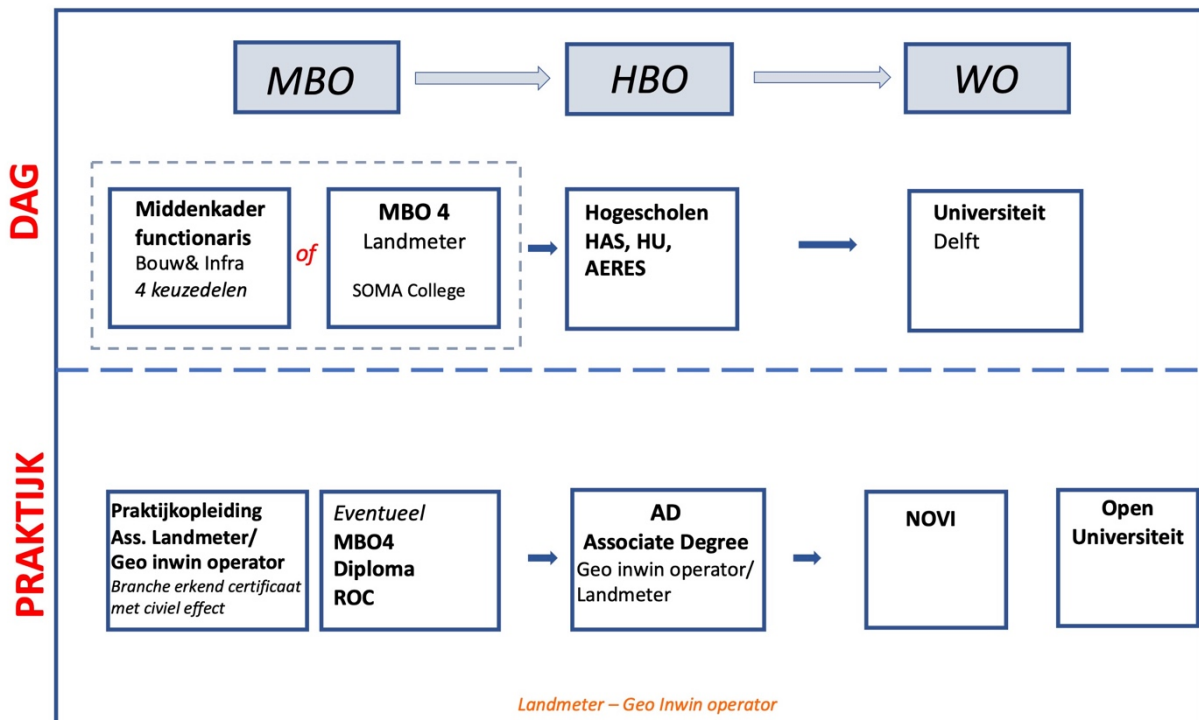 MBO
HBO
WO
DAG
Middenkader
functionaris
Bouw& Infra
4 keuzedelen
of
MBO 4
Landmeter
SOMA College
Hogescholen
HAS, HU,
AERES
Universiteit
Delft
PRAKTIJK
Praktijkopleiding
Ass. Landmeter/
Geo inwin operator
Branche erkend certificaat
met civiel effect
Eventueel
MBO4
Diploma
ROC
AD
Associate Degree
Geo inwin operator/
Landmeter
NOVI
Open
Universiteit
Landmeter – Geo Inwin operator